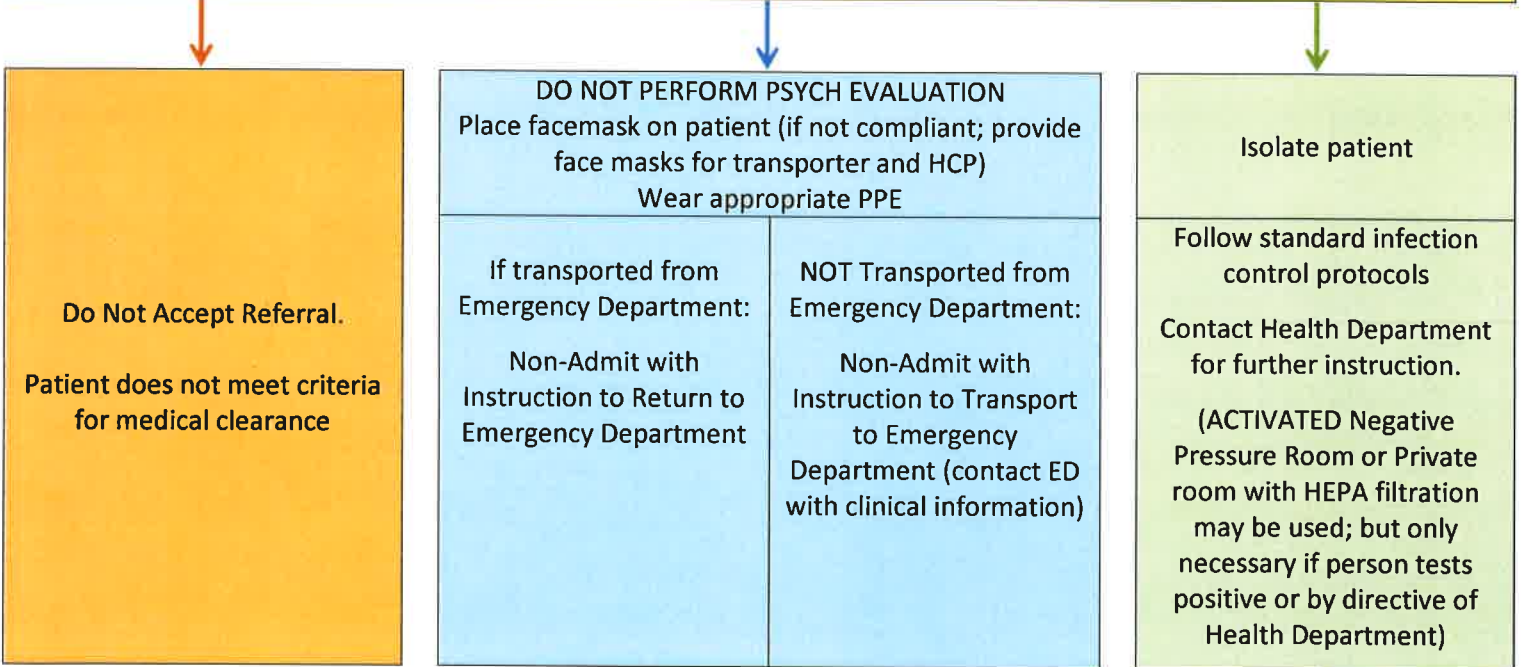 Do Not Accept Referral.
Patient does not meet criteria
for medical clearance
DO NOT PERFORM PSYCH EVALUATION
Place facemask on patient (if not compliant; provide
face masks for transporter and HCP)
Wear appropriate PPE
If transported from
Emergency Department:
Non-Admit with
Instruction to Return to
Emergency Department
NOT Transported from
Emergency Department:
Non-Admit with
Instruction to Transport
to Emergency
Department (contact ED
with clinical information)
Isolate patient
Follow standard infection
control protocols
Contact Health Department
for further instruction.
(ACTIVATED Negative
Pressure Room or Private
room with HEPA filtration
may be used; but only
necessary if person tests
positive or by directive of
Health Department)